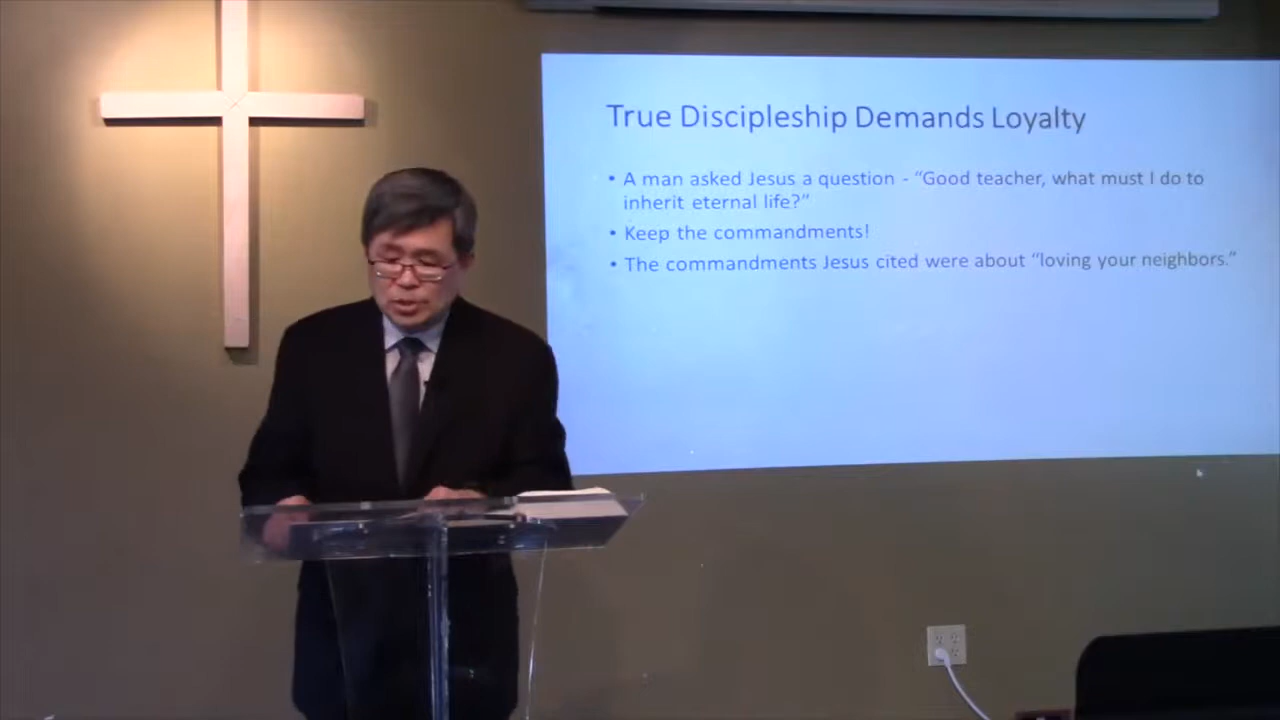 True Discipleship Demands Loyalty
• A man asked Jesus a question - “Good teacher, what must I do to
inherit eternal life?”
• Keep the commandments!
• The commandments Jesus cited were about “loving your neighbors.”